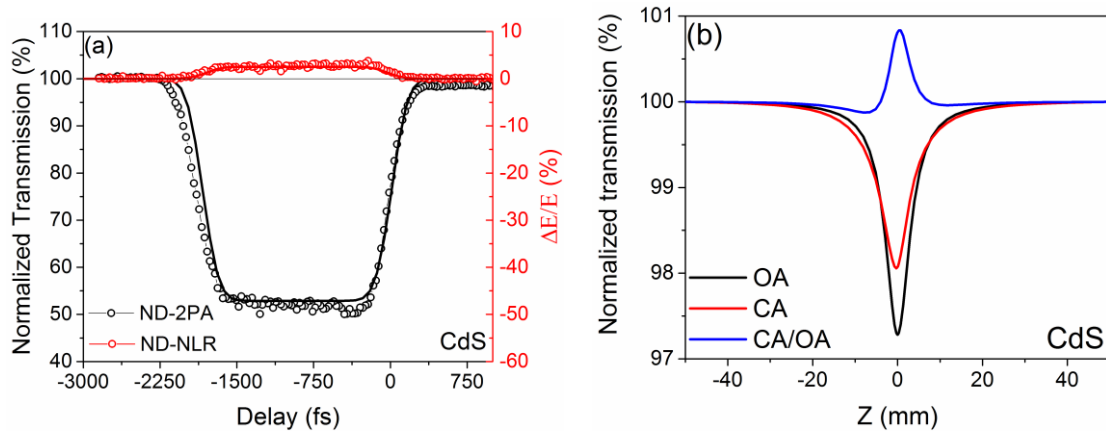 (a)
Normalized Transmission (%)
110
100
90
80
70
60
50
40
-3000 -2250 -1500 -750 0 750
Delay (fs)
10
0
-10
-20
-30
-40
-50
-60
ΔE/E (%)
ND-2PA
ND-NLR
CdS
(b)
Normalized transmission (%)
101
100
99
98
97
-40 -20 0 20 40
Z (mm)
OA
CA
CA/OA
CdS